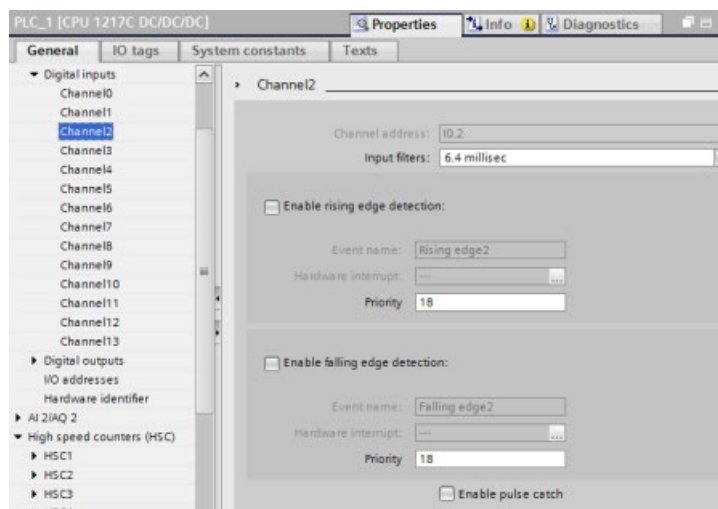 PLC_1 [CPU 1217C DC/DC/DC]
Properties
Info
Diagnostics
General
IO tags
System constants
Texts
Digital inputs
Channel0
Channel1
Channel2
Channel3
Channel4
Channel5
Channel6
Channel7
Channel8
Channel9
Channel10
Channel11
Channel12
Channel13
Digital outputs
I/O addresses
Hardware identifier
AI 2/AQ 2
High speed counters (HSC)
HSC1
HSC2
HSC3
Channel2
Channel address: I0.2
Input filters: 6.4 millisec
Enable rising edge detection:
Event name: Rising edge2
Hardware interrupt: ---
...
Priority 18
Enable falling edge detection:
Event name: Falling edge2
Hardware interrupt: ---
...
Priority 18
Enable pulse catch